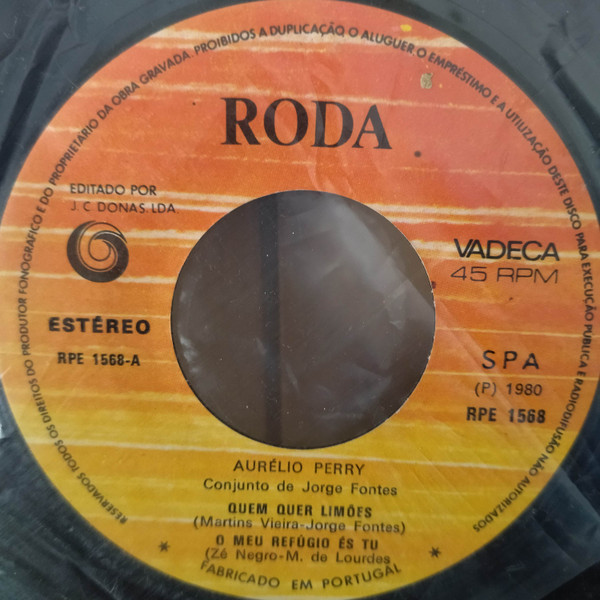 RESERVADOS TODOS OS DIREITOS DO PRODUTOR FONOGRAFICO E DO PROPRIETARIO DA OBRA GRAVADA. PROIBIDOS A DUPLICAÇÃO O ALUGUER O EMPRÉSTIMO E A UTILIZAÇÃO DESTE DISCO PARA EXECUÇÃO PUBLICA E RADIODIFUSÃO NÃO AUTORIZADOS
RODA
EDITADO POR
J. C DONAS. LDA.
VADECA
45 RPM
ESTÉREO
RPE 1568-A
SPA
(P) 1980
RPE 1568
AURÉLIO PERRY
Conjunto de Jorge Fontes
QUEM QUER LIMÕES
(Martins Vieira-Jorge Fontes)
O MEU REFÚGIO ÉS TU
(Zé Negro-M. de Lourdes
* FABRICADO EM PORTUGAL *